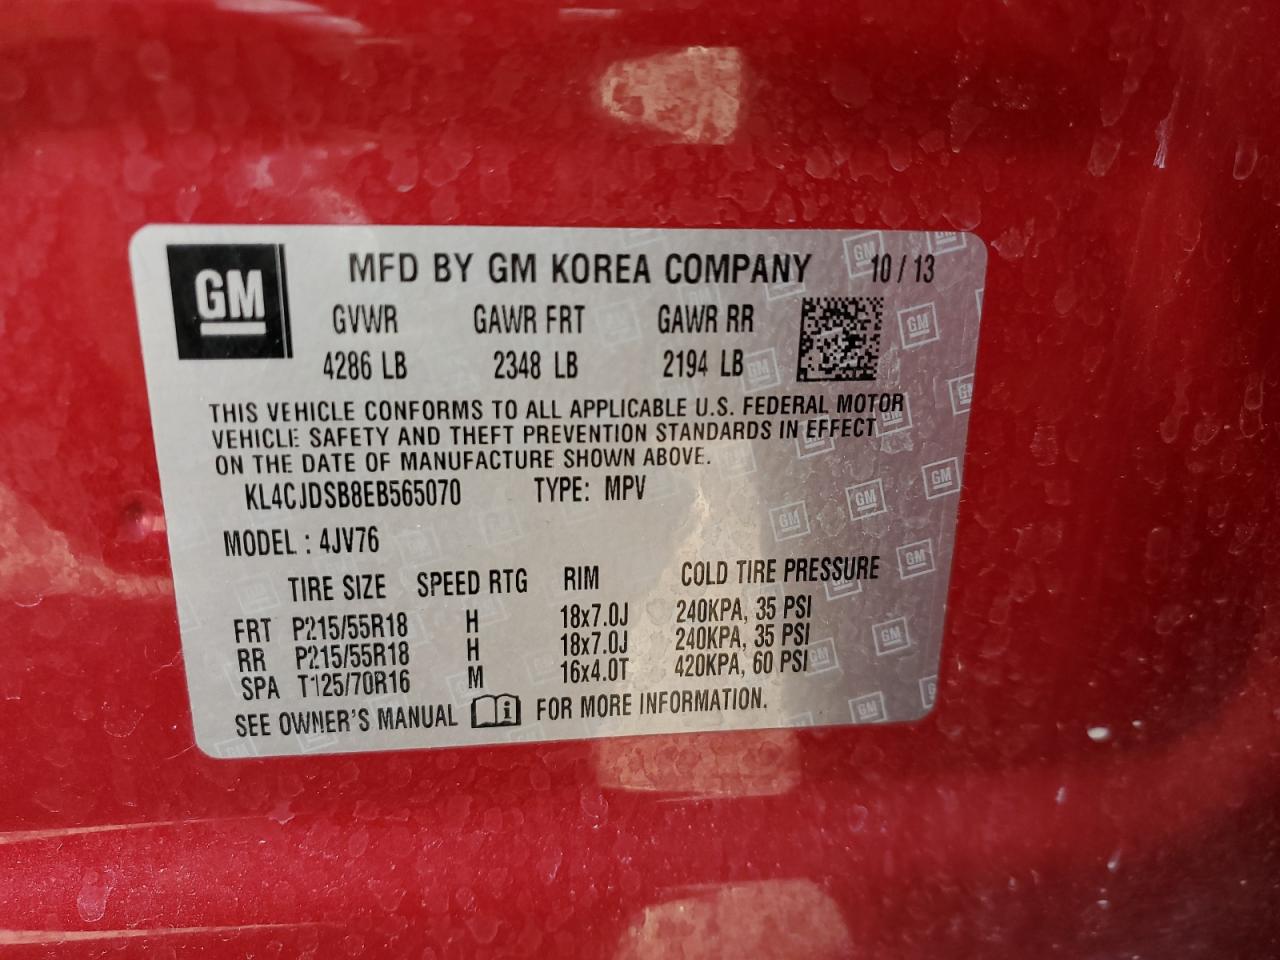 GM MFD BY GM KOREA COMPANY 10 / 13
GVWR GAWR FRT GAWR RR
4286 LB 2348 LB 2194 LB
THIS VEHICLE CONFORMS TO ALL APPLICABLE U.S. FEDERAL MOTOR
VEHICLE SAFETY AND THEFT PREVENTION STANDARDS IN EFFECT
ON THE DATE OF MANUFACTURE SHOWN ABOVE.
KL4CJDSB8EB565070 TYPE: MPV
MODEL : 4JV76
TIRE SIZE SPEED RTG RIM COLD TIRE PRESSURE
FRT P215/55R18 H 18x7.0J 240KPA, 35 PSI
RR P215/55R18 H 18x7.0J 240KPA, 35 PSI
SPA T125/70R16 M 16x4.0T 420KPA, 60 PSI
SEE OWNER'S MANUAL i FOR MORE INFORMATION.